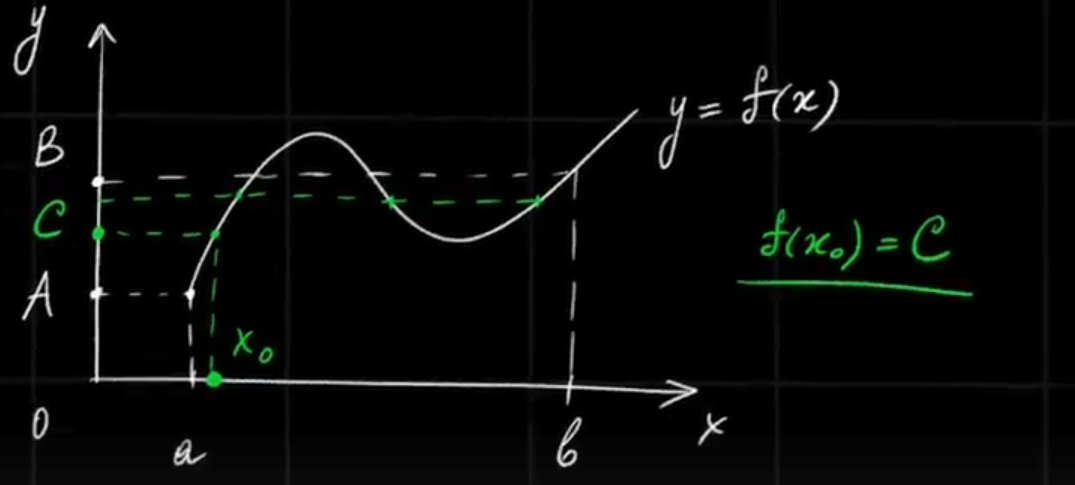 y
y = f(x)
B
C
f(x₀) = C
A
x₀
0
a
b
x